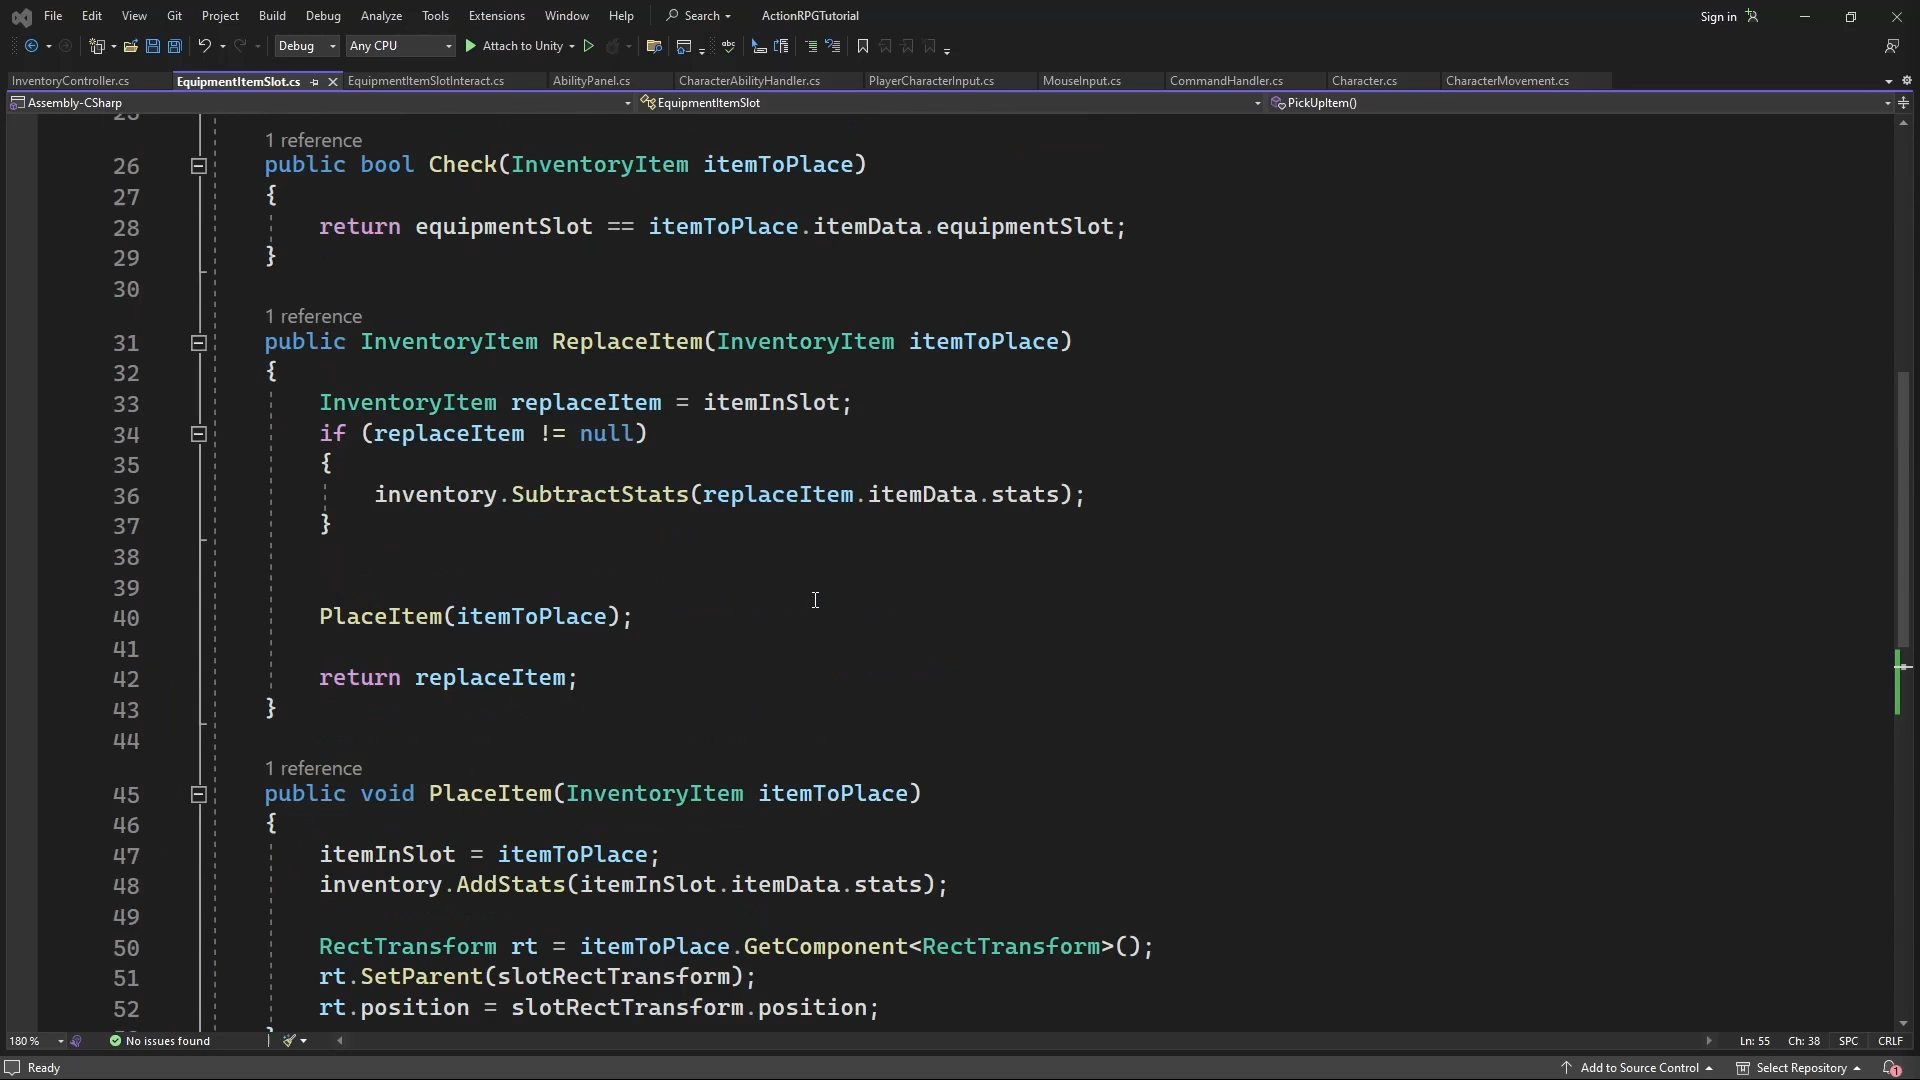 File Edit View Git Project Build Debug Analyze Tools Extensions Window Help Search ActionRPGTutorial Sign in
Debug Any CPU Attach to Unity
InventoryController.cs EquipmentItemSlot.cs EquipmentItemSlotInteract.cs AbilityPanel.cs CharacterAbilityHandler.cs PlayerCharacterInput.cs MouseInput.cs CommandHandler.cs Character.cs CharacterMovement.cs
Assembly-CSharp EquipmentItemSlot PickUpItem()
1 reference
26 public bool Check(InventoryItem itemToPlace)
27 {
28 return equipmentSlot == itemToPlace.itemData.equipmentSlot;
29 }
30
1 reference
31 public InventoryItem ReplaceItem(InventoryItem itemToPlace)
32 {
33 InventoryItem replaceItem = itemInSlot;
34 if (replaceItem != null)
35 {
36 inventory.SubtractStats(replaceItem.itemData.stats);
37 }
38
39
40 PlaceItem(itemToPlace);
41
42 return replaceItem;
43 }
44
1 reference
45 public void PlaceItem(InventoryItem itemToPlace)
46 {
47 itemInSlot = itemToPlace;
48 inventory.AddStats(itemInSlot.itemData.stats);
49
50 RectTransform rt = itemToPlace.GetComponent<RectTransform>();
51 rt.SetParent(slotRectTransform);
52 rt.position = slotRectTransform.position;
180 % No issues found Ln: 55 Ch: 38 SPC CRLF
Ready Add to Source Control Select Repository 1